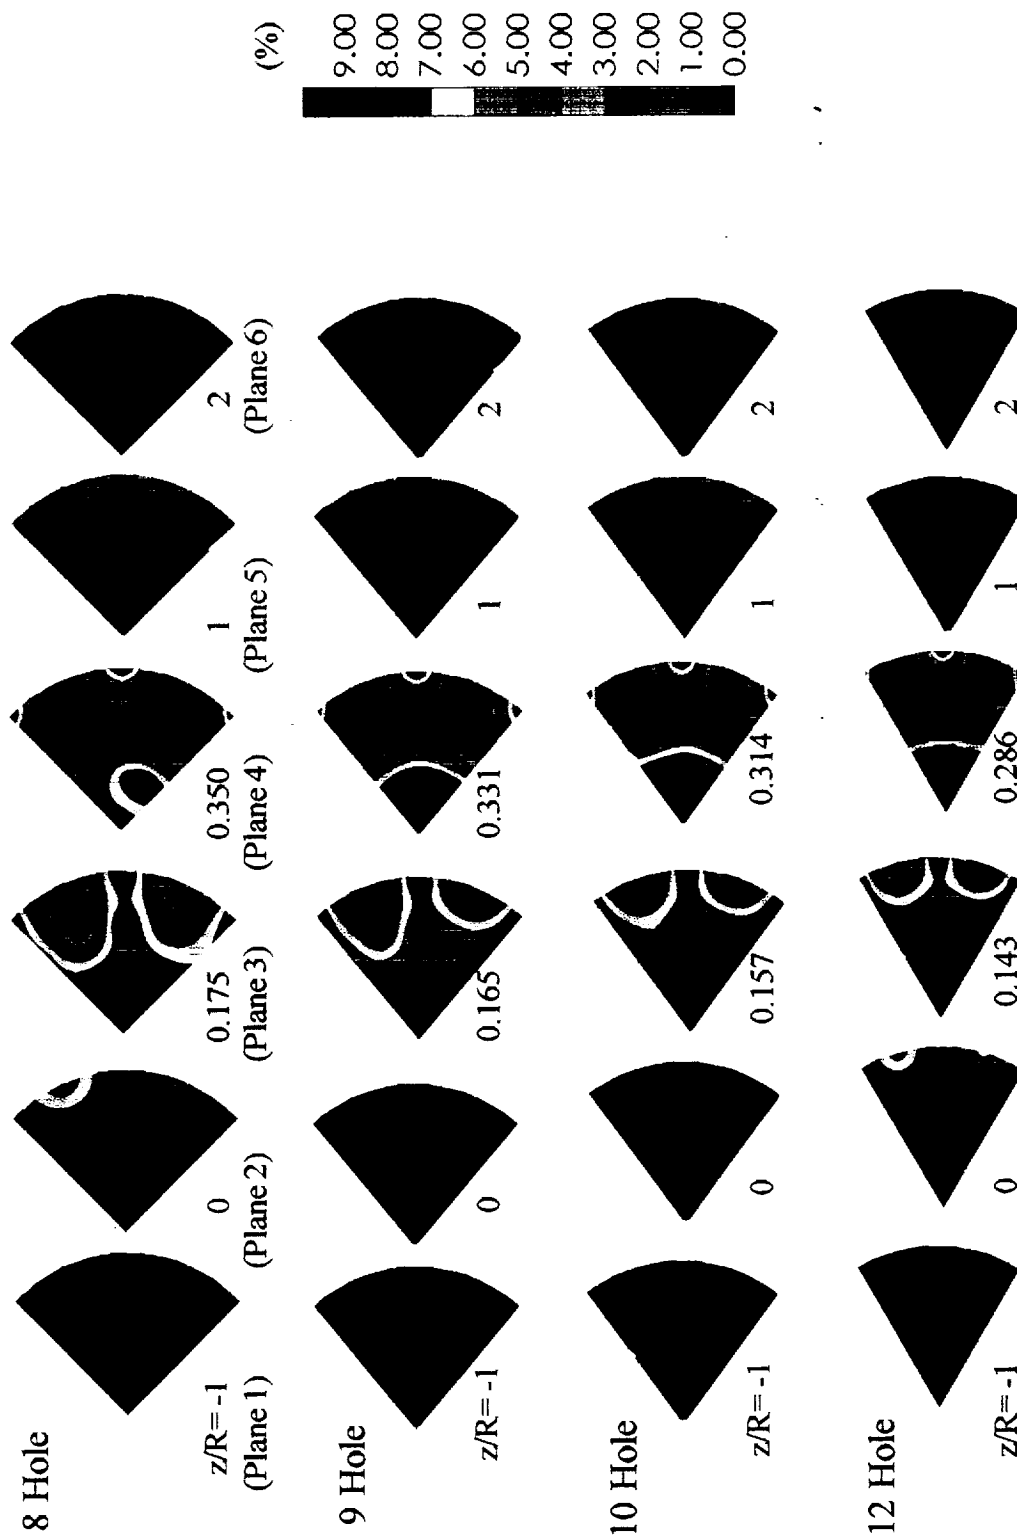 8 Hole
z/R= -1 0 0.175 0.350 1 2
(Plane 1) (Plane 2) (Plane 3) (Plane 4) (Plane 5) (Plane 6)
9 Hole
z/R= -1 0 0.165 0.331 1 2
10 Hole
z/R= -1 0 0.157 0.314 1 2
12 Hole
z/R= -1 0 0.143 0.286 1 2
(%)
9.00
8.00
7.00
6.00
5.00
4.00
3.00
2.00
1.00
0.00